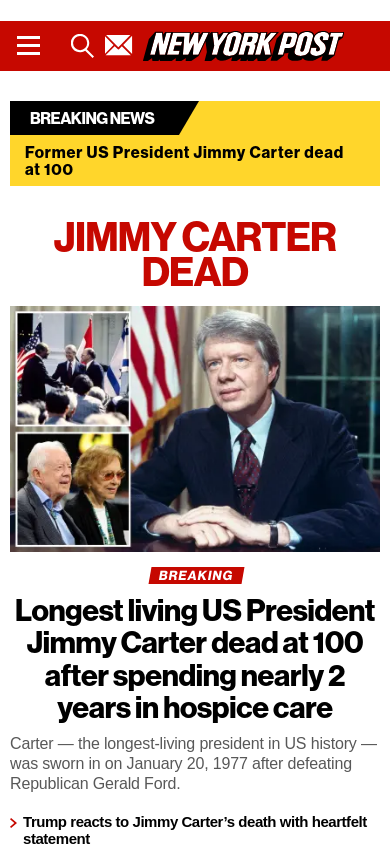 NEW YORK POST
BREAKING NEWS
Former US President Jimmy Carter dead
at 100
JIMMY CARTER
DEAD
BREAKING
Longest living US President
Jimmy Carter dead at 100
after spending nearly 2
years in hospice care
Carter — the longest-living president in US history —
was sworn in on January 20, 1977 after defeating
Republican Gerald Ford.
Trump reacts to Jimmy Carter’s death with heartfelt
statement